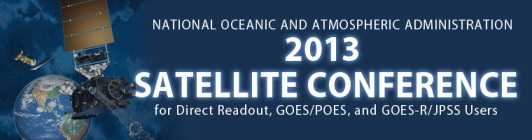 NATIONAL OCEANIC AND ATMOSPHERIC ADMINISTRATION
2013
SATELLITE CONFERENCE
for Direct Readout, GOES/POES, and GOES-R/JPSS Users